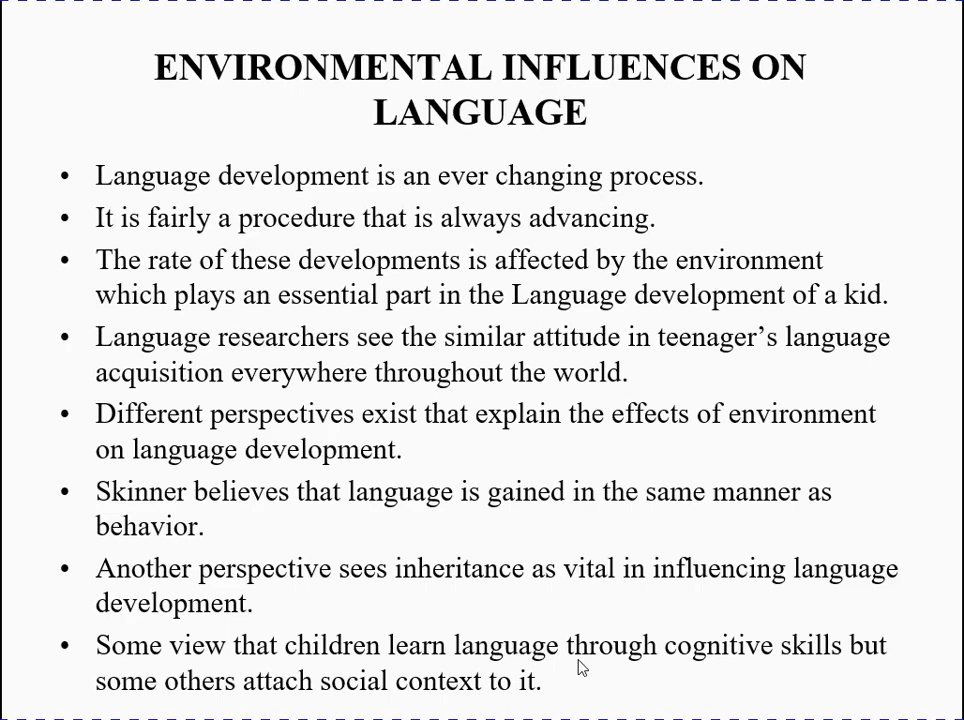 ENVIRONMENTAL INFLUENCES ON
LANGUAGE
• Language development is an ever changing process.
• It is fairly a procedure that is always advancing.
• The rate of these developments is affected by the environment
which plays an essential part in the Language development of a kid.
• Language researchers see the similar attitude in teenager’s language
acquisition everywhere throughout the world.
• Different perspectives exist that explain the effects of environment
on language development.
• Skinner believes that language is gained in the same manner as
behavior.
• Another perspective sees inheritance as vital in influencing language
development.
• Some view that children learn language through cognitive skills but
some others attach social context to it.